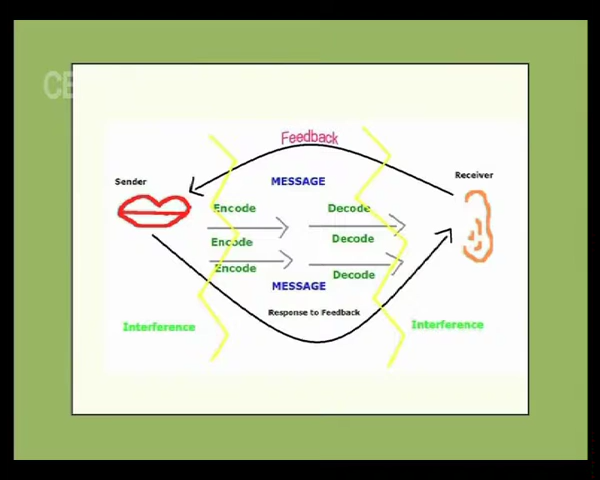 Feedback
Receiver
Sender
MESSAGE
Encode
Decode
Encode
Decode
Encode
Decode
MESSAGE
Response to Feedback
Interference
Interference